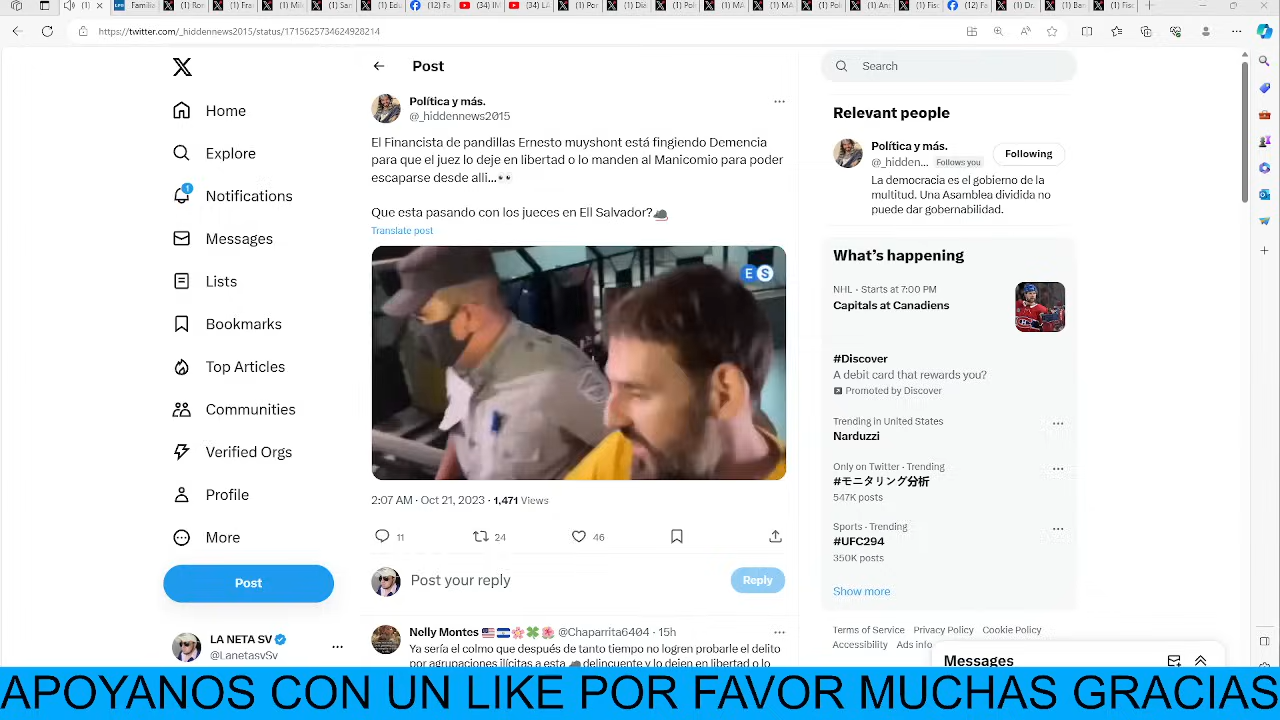 (1)
Familia
https://twitter.com/_hiddennews2015/status/1715625734624928214
Home
Explore
1
Notifications
Messages
Lists
Bookmarks
Top Articles
Communities
Verified Orgs
Profile
More
Post
LA NETA SV
@LanetasvSv
Post
Política y más.
@_hiddennews2015
El Financista de pandillas Ernesto muyshont está fingiendo Demencia
para que el juez lo deje en libertad o lo manden al Manicomio para poder
escaparse desde alli...
Que esta pasando con los jueces en Ell Salvador?
Translate post
E S
2:07 AM · Oct 21, 2023 · 1,471 Views
11 24 46
Post your reply
Reply
Nelly Montes @Chaparrita6404 · 15h
Ya sería el colmo que después de tanto tiempo no logren probarle el delito
por agrupaciones ilícitas a esta delincuente y lo dejen en libertad o lo
Search
Relevant people
Política y más.
@_hidden... Follows you
Following
La democracia es el gobierno de la
multitud. Una Asamblea dividida no
puede dar gobernabilidad.
What's happening
NHL · Starts at 7:00 PM
Capitals at Canadiens
#Discover
A debit card that rewards you?
Promoted by Discover
Trending in United States
Narduzzi
Only on Twitter · Trending
#モニタリング分析
547K posts
Sports · Trending
#UFC294
350K posts
Show more
Terms of Service Privacy Policy Cookie Policy
Accessibility Ads info
Messages
APOYANOS CON UN LIKE POR FAVOR MUCHAS GRACIAS